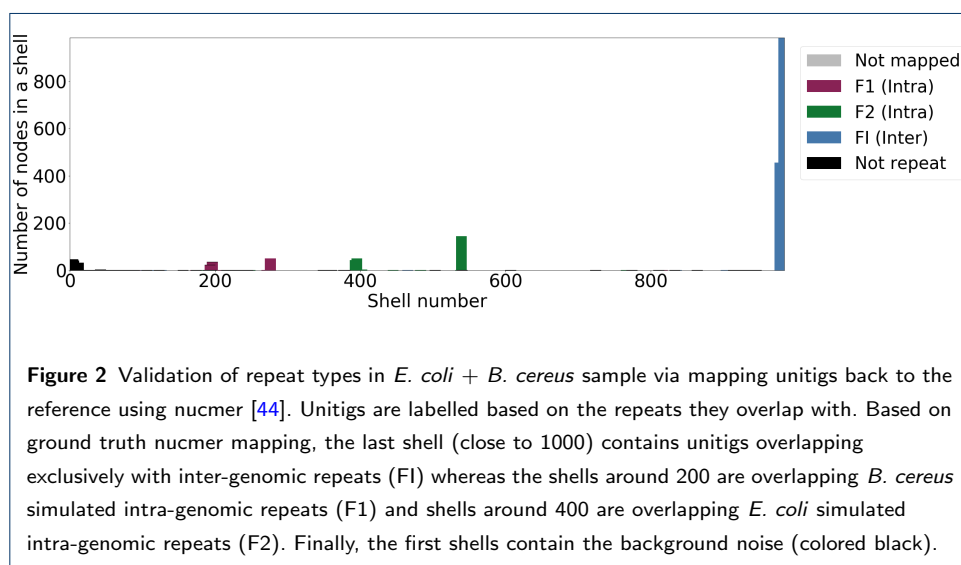 Number of nodes in a shell
800
600
400
200
0
0 200 400 600 800
Shell number
Not mapped
F1 (Intra)
F2 (Intra)
FI (Inter)
Not repeat
Figure 2 Validation of repeat types in E. coli + B. cereus sample via mapping unitigs back to the
reference using nucmer [44]. Unitigs are labelled based on the repeats they overlap with. Based on
ground truth nucmer mapping, the last shell (close to 1000) contains unitigs overlapping
exclusively with inter-genomic repeats (FI) whereas the shells around 200 are overlapping B. cereus
simulated intra-genomic repeats (F1) and shells around 400 are overlapping E. coli simulated
intra-genomic repeats (F2). Finally, the first shells contain the background noise (colored black).